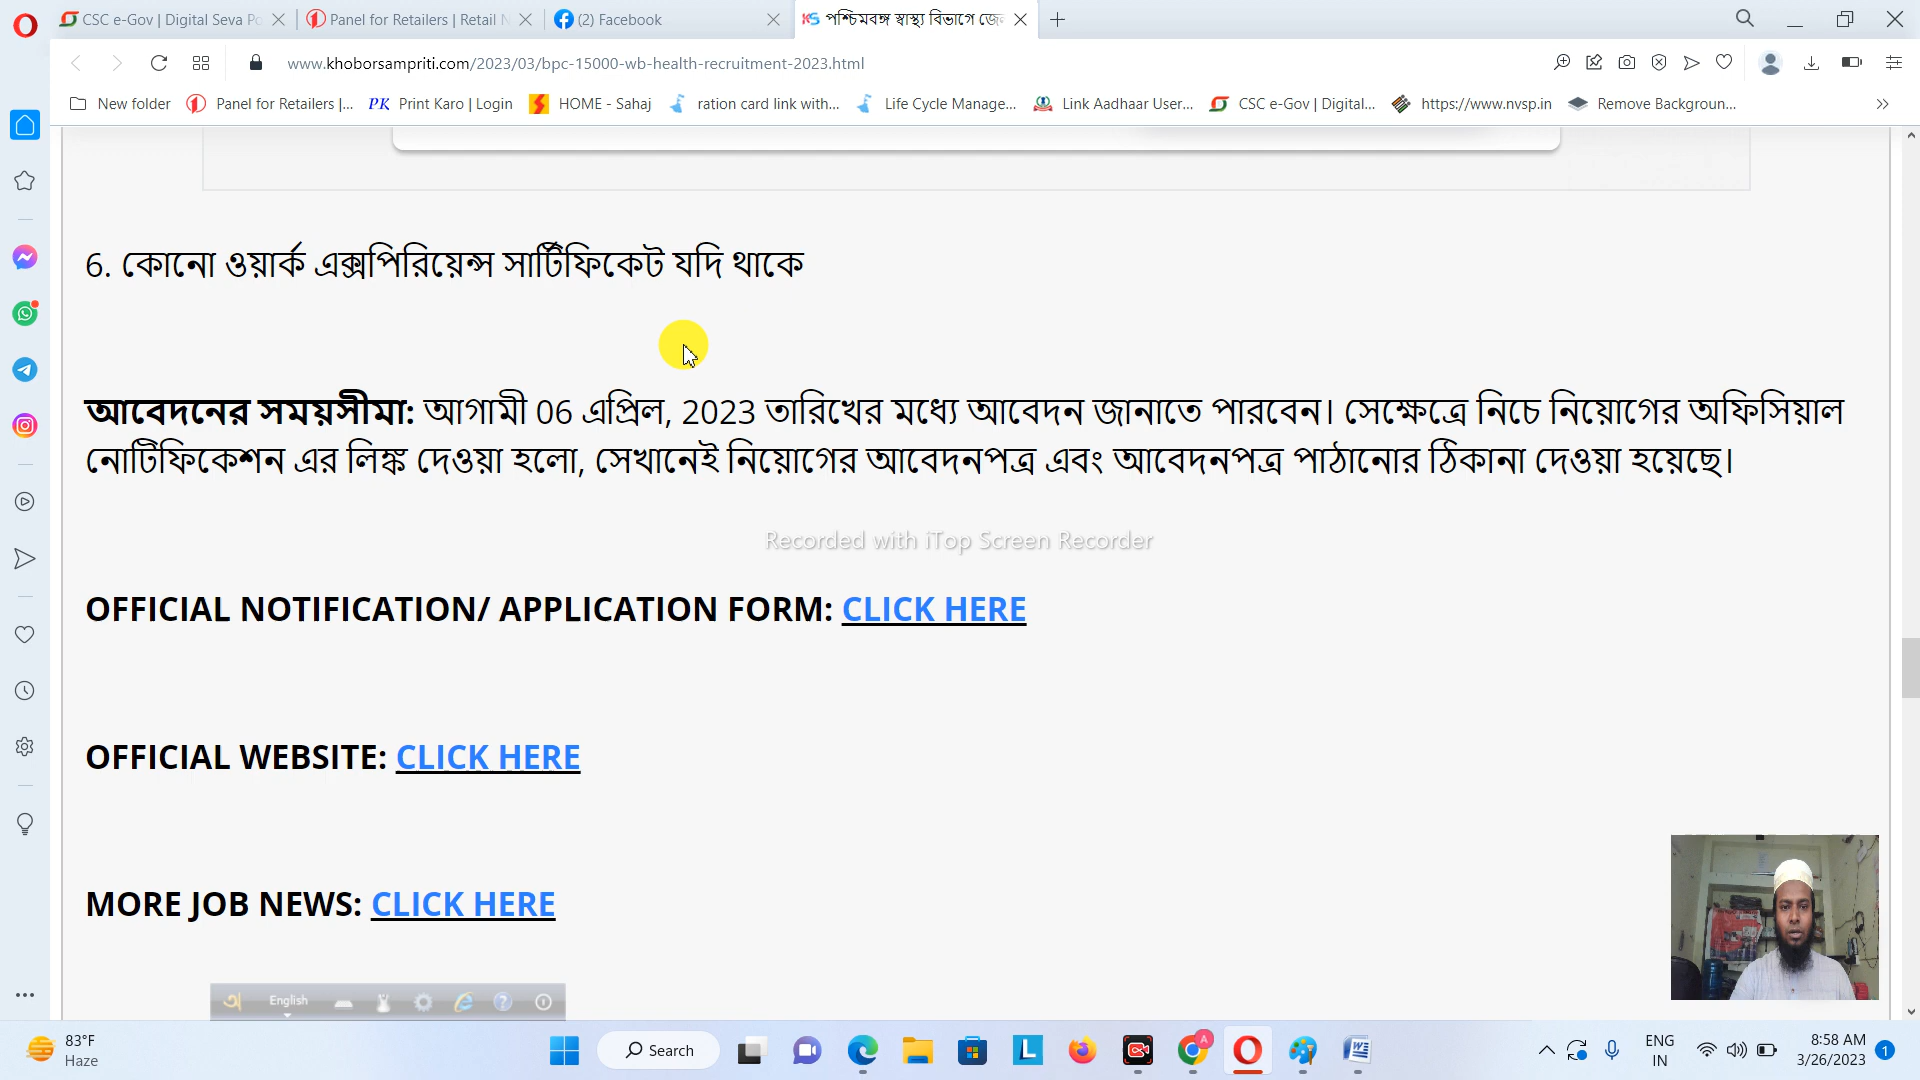 CSC e-Gov | Digital Seva Po
Panel for Retailers | Retail N
(2) Facebook
পশ্চিমবঙ্গ স্বাস্থ্য বিভাগে জে
www.khoborsampriti.com/2023/03/bpc-15000-wb-health-recruitment-2023.html
New folder
Panel for Retailers |...
PK Print Karo | Login
HOME - Sahaj
ration card link with...
Life Cycle Manage...
Link Aadhaar User...
CSC e-Gov | Digital...
https://www.nvsp.in
Remove Backgroun...
6. কোনো ওয়ার্ক এক্সপিরিয়েন্স সার্টিফিকেট যদি থাকে
আবেদনের সময়সীমা: আগামী 06 এপ্রিল, 2023 তারিখের মধ্যে আবেদন জানাতে পারবেন। সেক্ষেত্রে নিচে নিয়োগের অফিসিয়াল
নোটিফিকেশন এর লিঙ্ক দেওয়া হলো, সেখানেই নিয়োগের আবেদনপত্র এবং আবেদনপত্র পাঠানোর ঠিকানা দেওয়া হয়েছে।
Recorded with iTop Screen Recorder
OFFICIAL NOTIFICATION/ APPLICATION FORM: CLICK HERE
OFFICIAL WEBSITE: CLICK HERE
MORE JOB NEWS: CLICK HERE
অ English
83°F
Haze
Search
L
A
ENG
IN
8:58 AM
3/26/2023
1